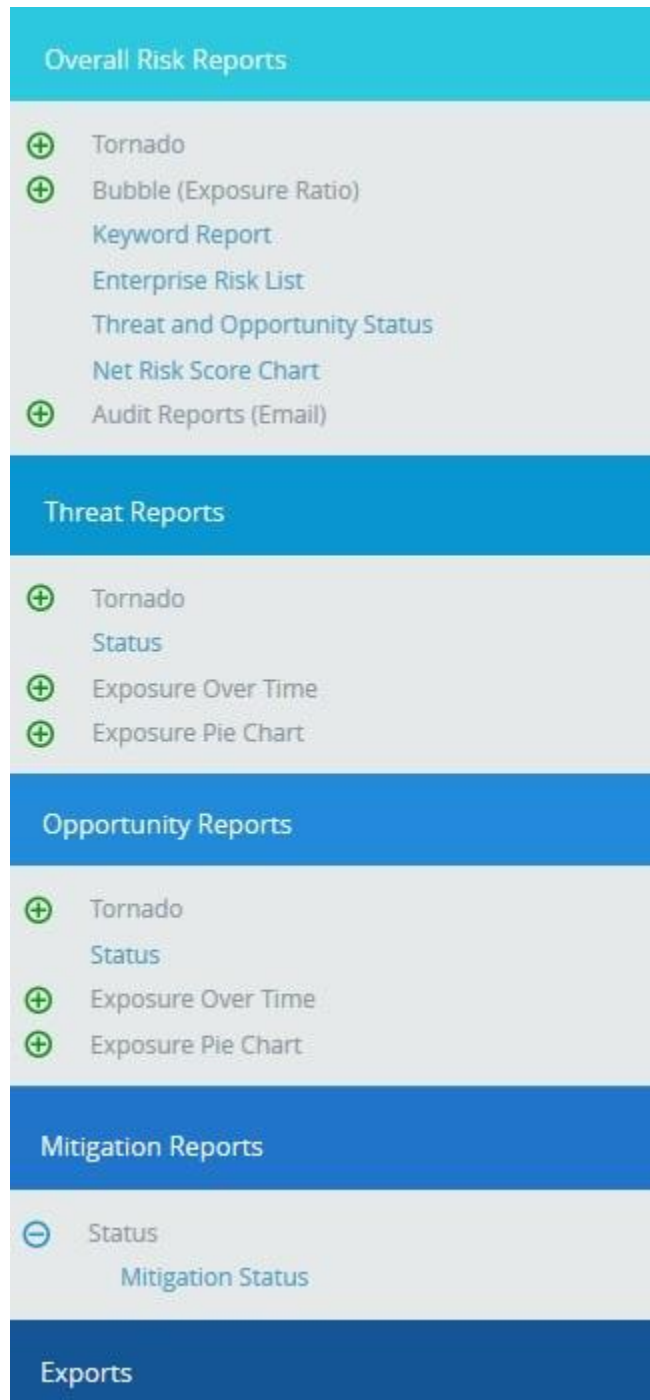 Overall Risk Reports
Tornado
Bubble (Exposure Ratio)
Keyword Report
Enterprise Risk List
Threat and Opportunity Status
Net Risk Score Chart
Audit Reports (Email)
Threat Reports
Tornado
Status
Exposure Over Time
Exposure Pie Chart
Opportunity Reports
Tornado
Status
Exposure Over Time
Exposure Pie Chart
Mitigation Reports
Status
Mitigation Status
Exports